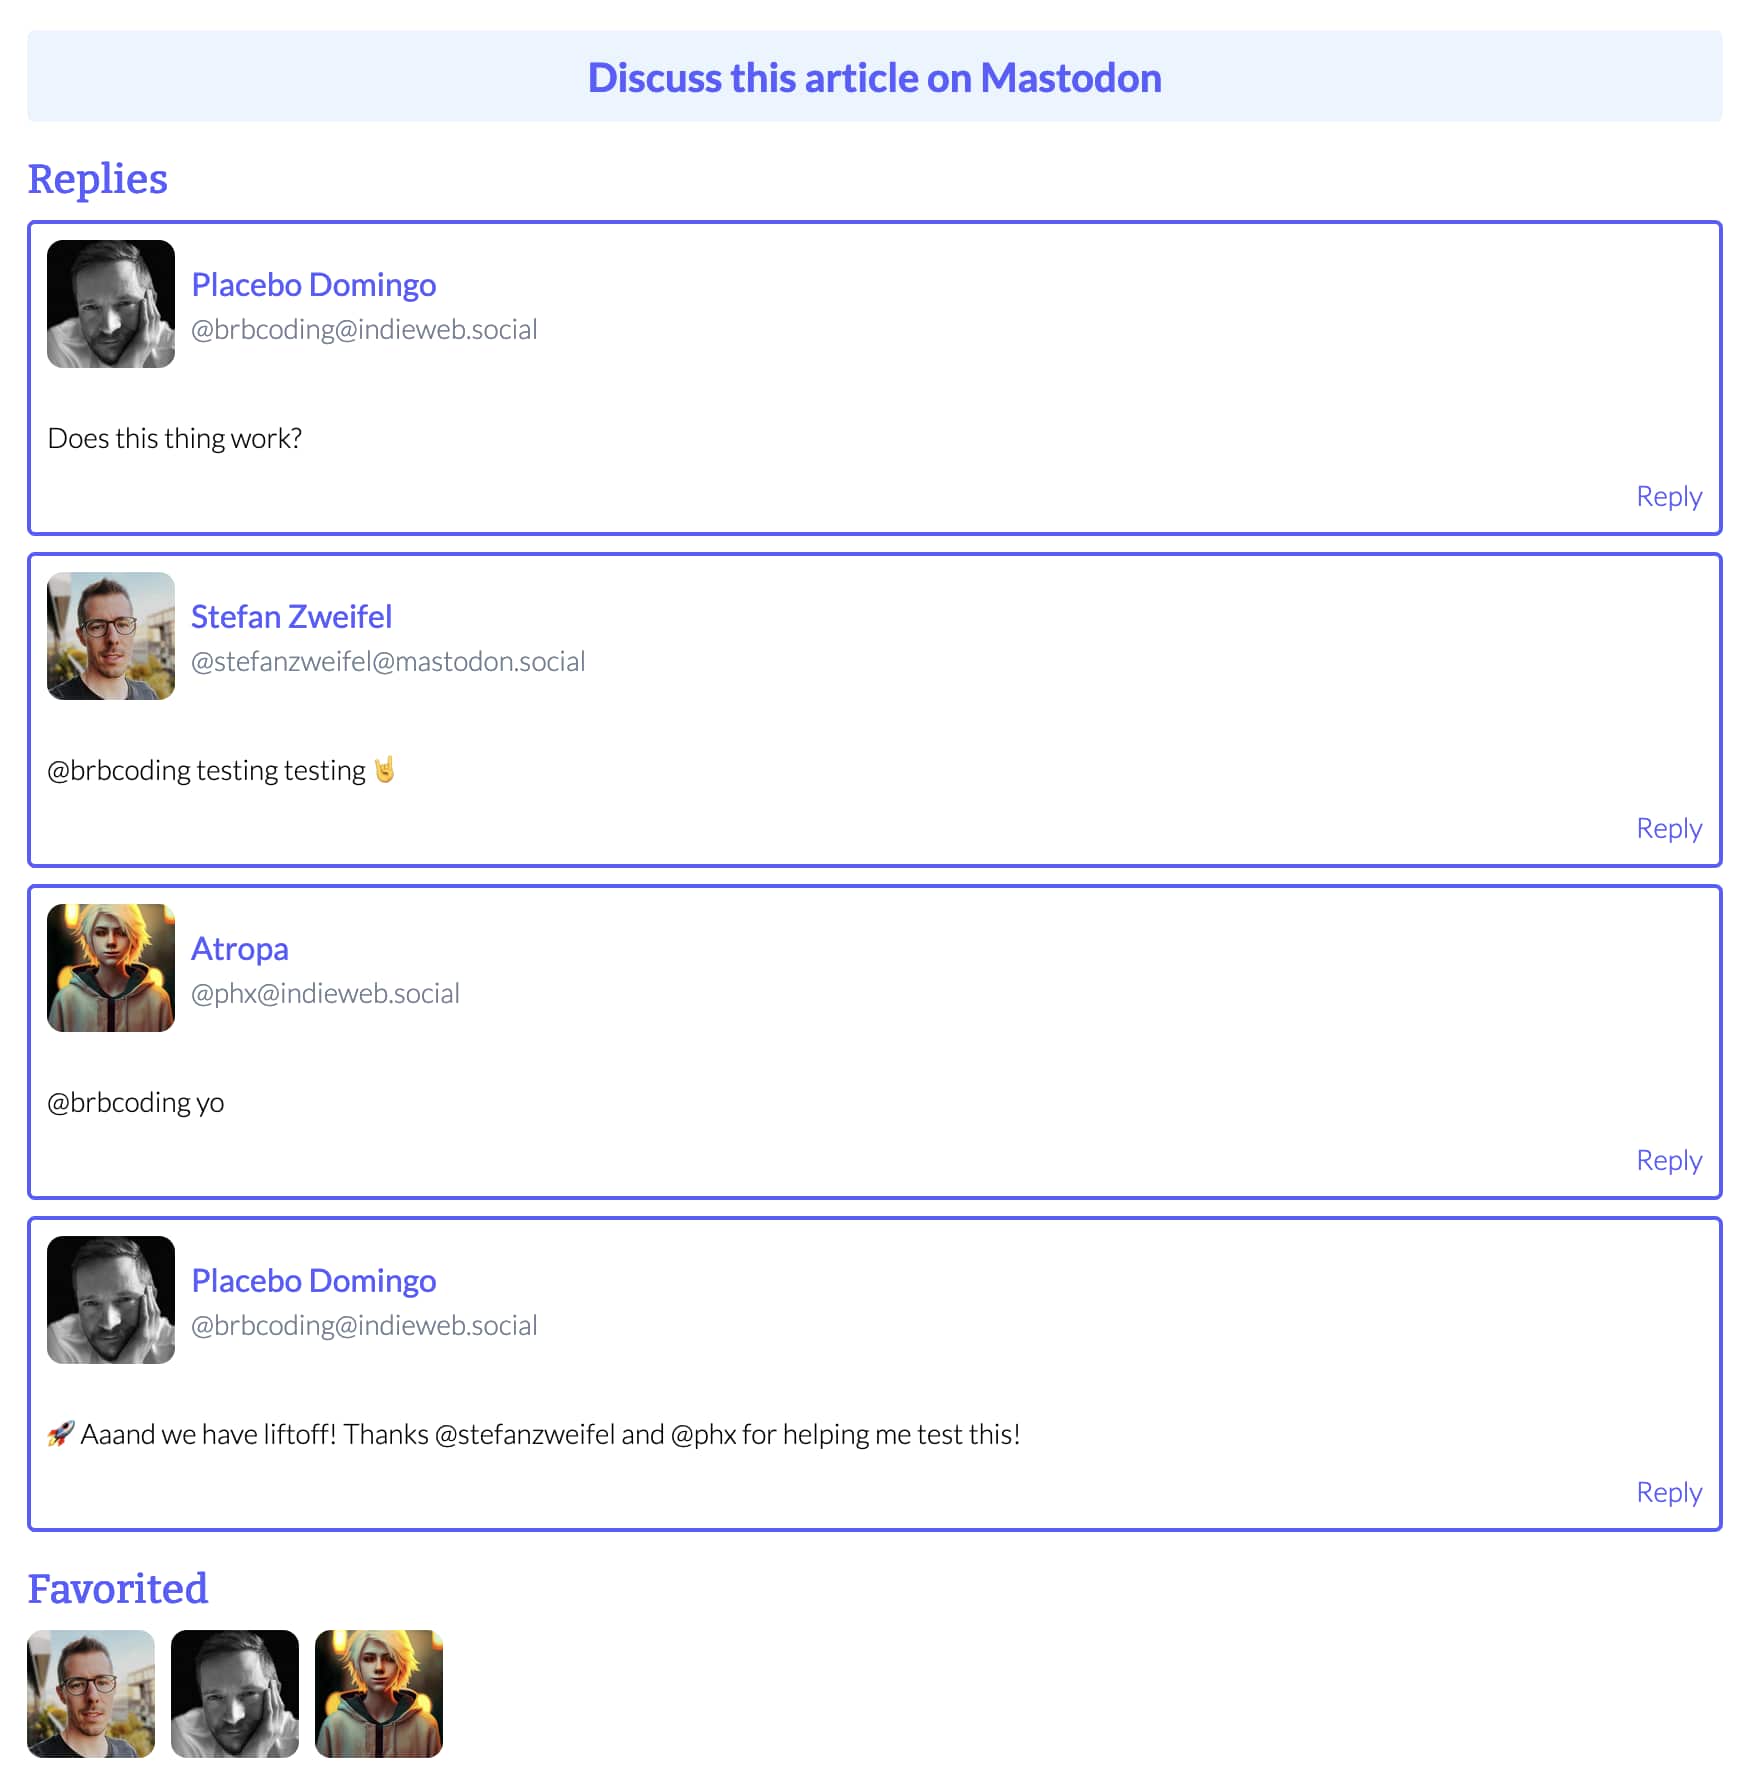 Discuss this article on Mastodon
Replies
Placebo Domingo
@brbcoding@indieweb.social
Does this thing work?
Reply
Stefan Zweifel
@stefanzweifel@mastodon.social
@brbcoding testing testing 🤘
Reply
Atropa
@phx@indieweb.social
@brbcoding yo
Reply
Placebo Domingo
@brbcoding@indieweb.social
🚀 Aaand we have liftoff! Thanks @stefanzweifel and @phx for helping me test this!
Reply
Favorited